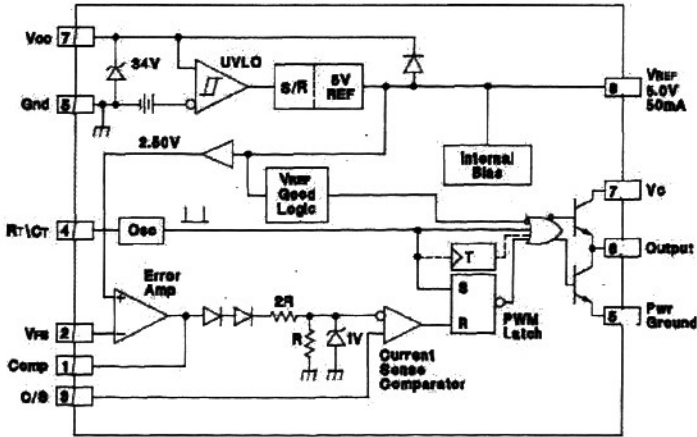 Vcc 7
34V
UVLO
S/R
5V
REF
VREF
5.0V
50mA
8
Gnd 5
2.50V
Internal
Bias
VREF
Good
Logic
7 VC
RT\CT 4
Osc
T
6 Output
Error
Amp
2R
S
R
PWM
Latch
5 Pwr
Ground
VFB 2
R
1V
Comp 1
Current
Sense
Comparator
C/S 3